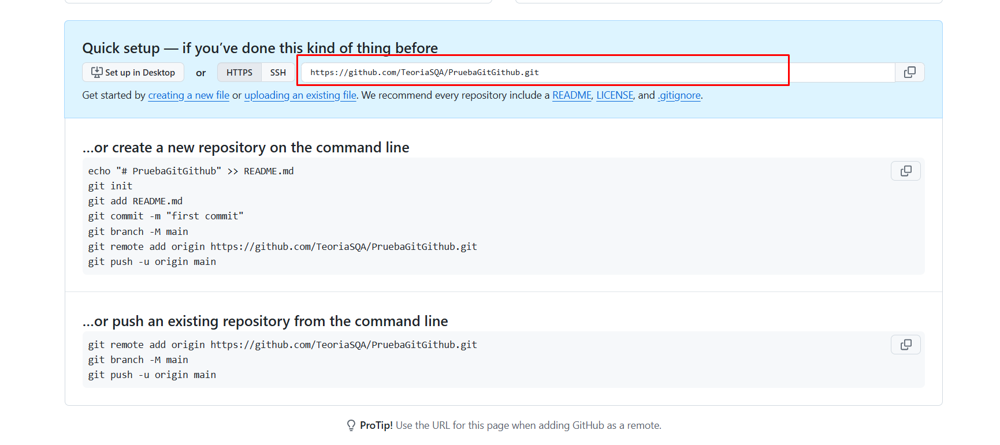 Quick setup — if you’ve done this kind of thing before
Set up in Desktop or HTTPS SSH https://github.com/TeoriaSQA/PruebaGitGithub.git
Get started by creating a new file or uploading an existing file. We recommend every repository include a README, LICENSE, and .gitignore.
…or create a new repository on the command line
echo "# PruebaGitGithub" >> README.md
git init
git add README.md
git commit -m "first commit"
git branch -M main
git remote add origin https://github.com/TeoriaSQA/PruebaGitGithub.git
git push -u origin main
…or push an existing repository from the command line
git remote add origin https://github.com/TeoriaSQA/PruebaGitGithub.git
git branch -M main
git push -u origin main
ProTip! Use the URL for this page when adding GitHub as a remote.